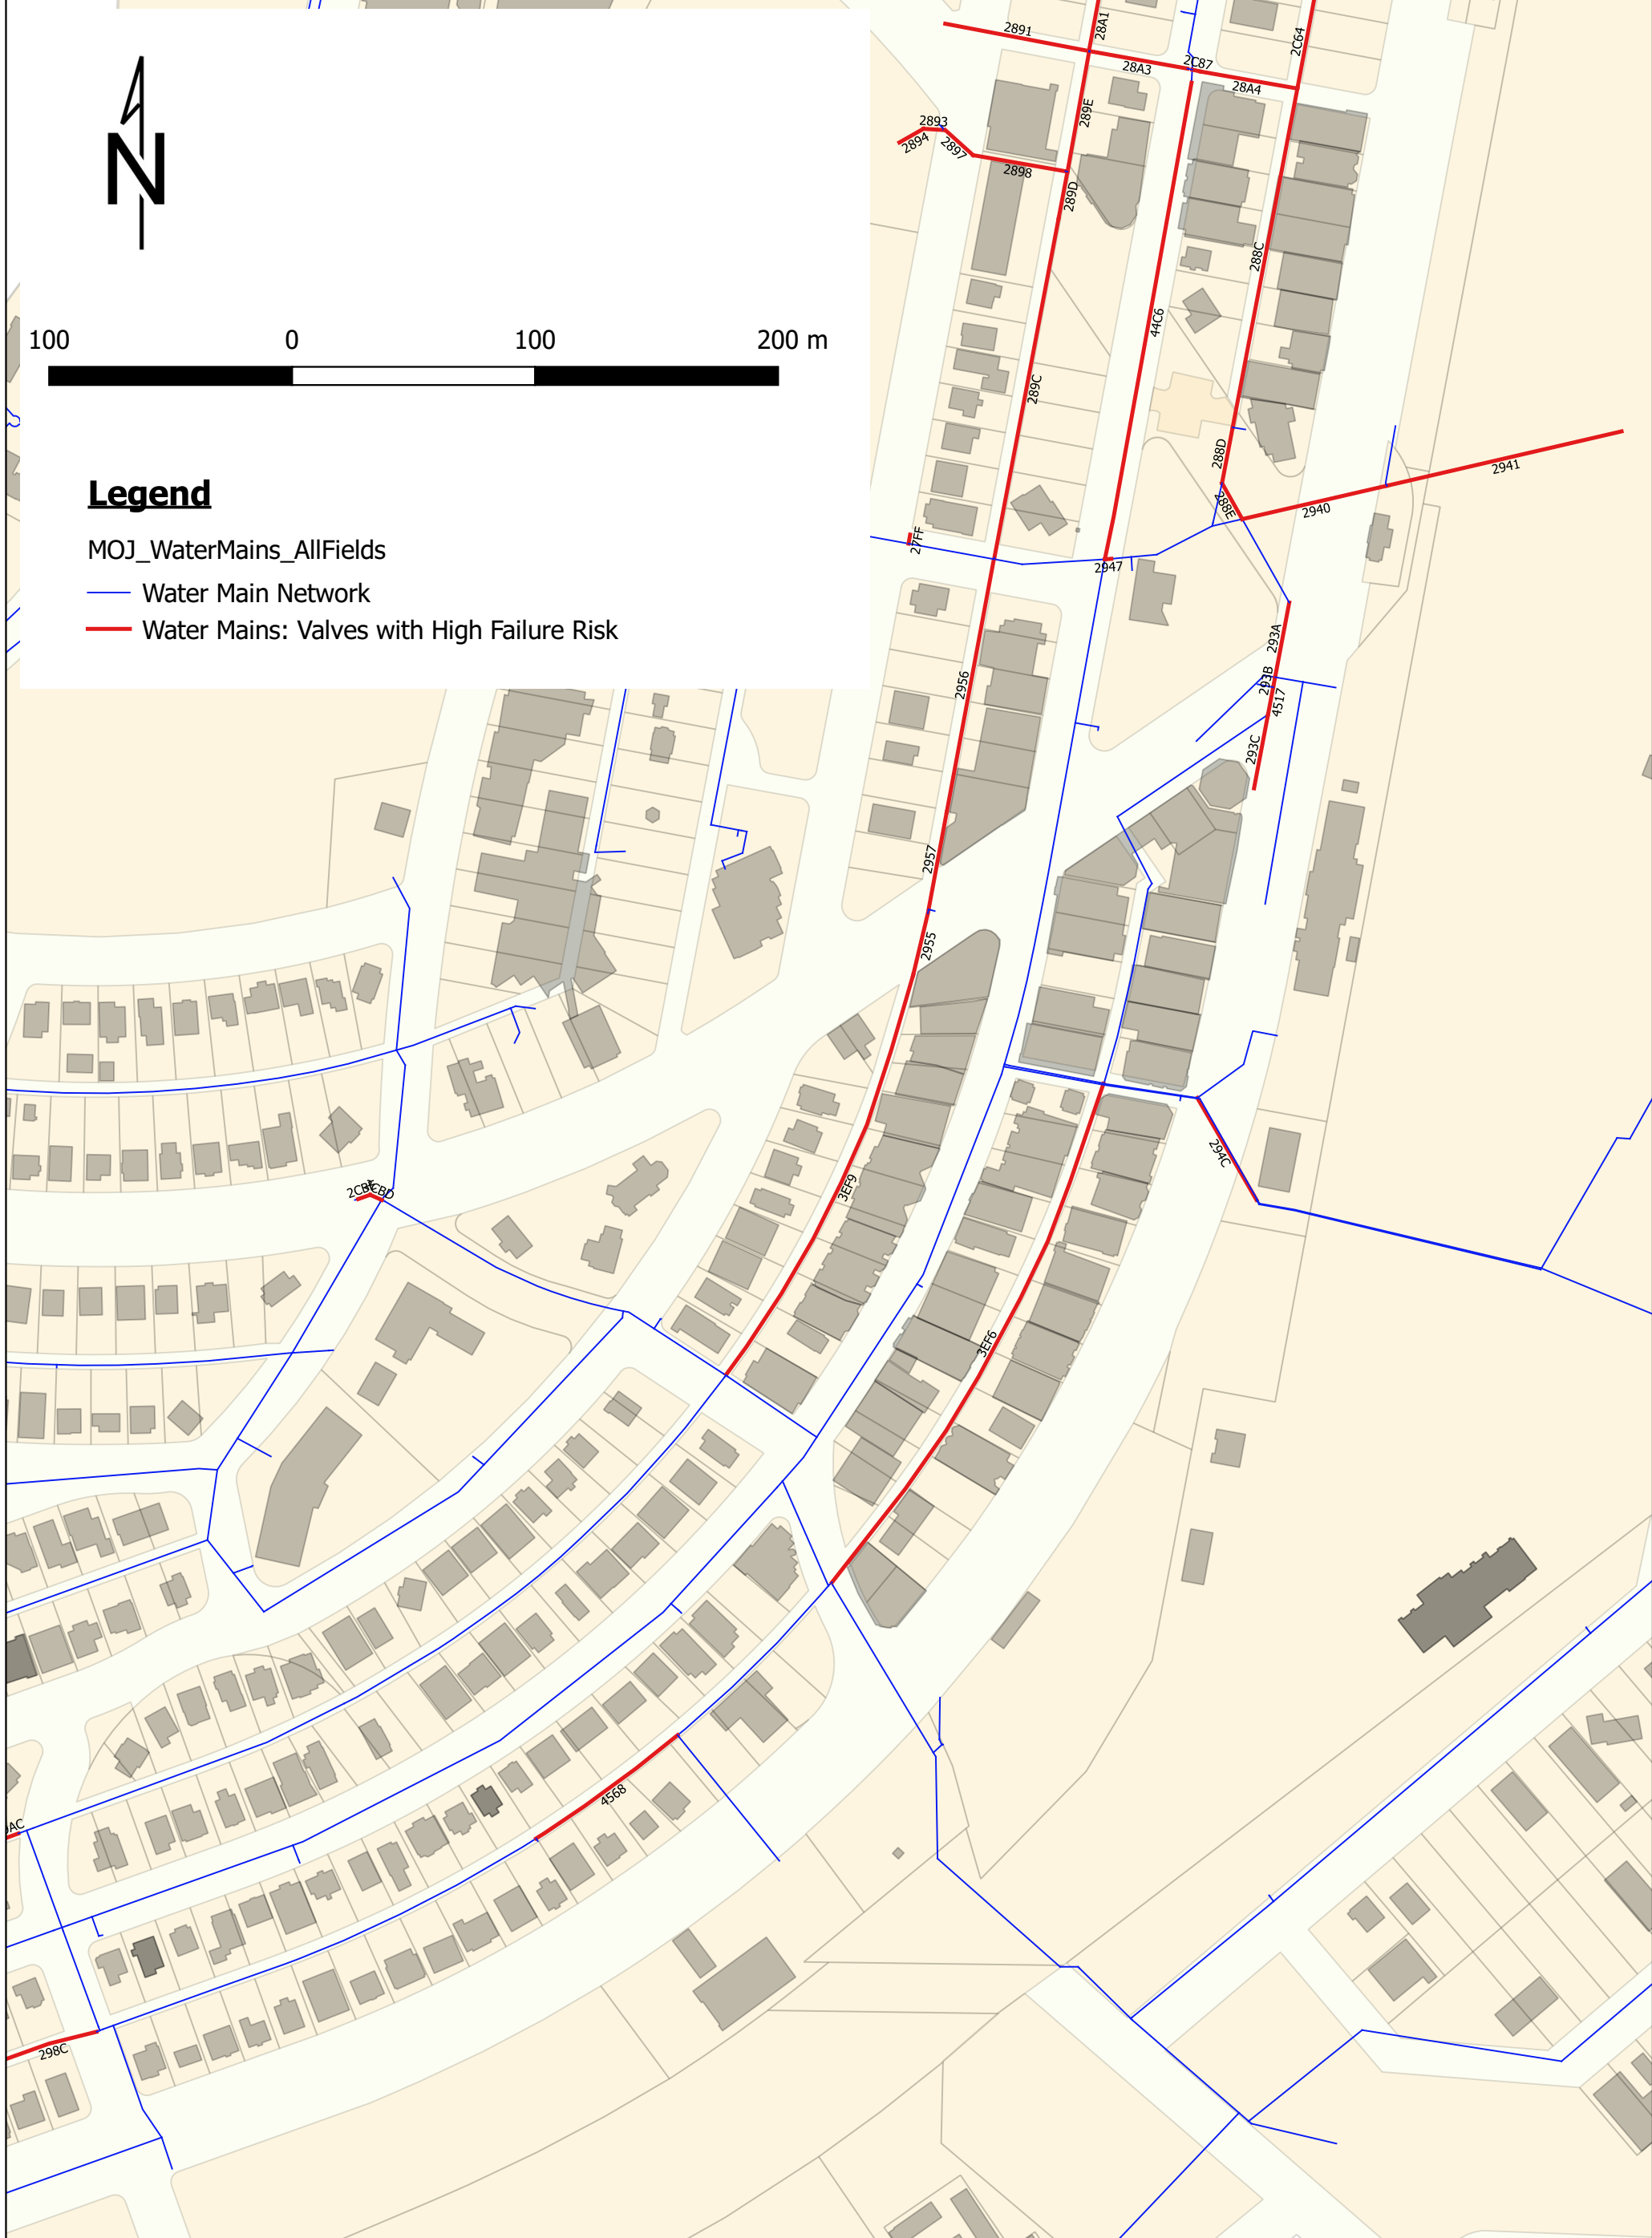 N
100 0 100 200 m
Legend
MOJ_WaterMains_AllFields
Water Main Network
Water Mains: Valves with High Failure Risk
28A1
2891
2C64
28A3
2C87
28A4
289E
2893
2894
2897
2898
289D
288C
44C6
289C
288D
2941
288E
2940
27FF
2947
293A
293B
2956
4517
293C
2957
2955
294C
3EF9
3EF6
4568
298C